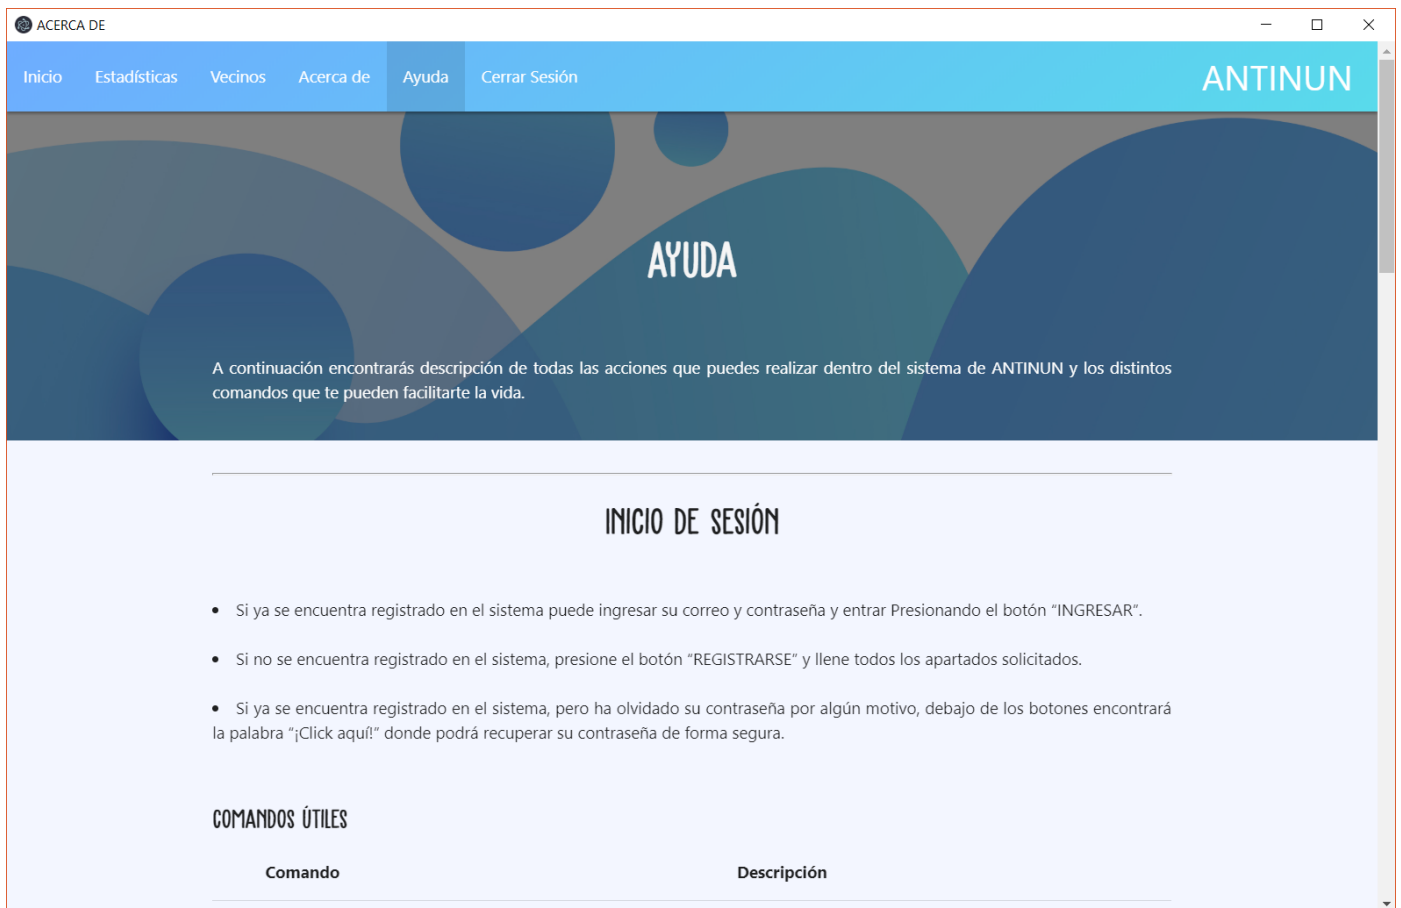 ACERCA DE
Inicio Estadísticas Vecinos Acerca de Ayuda Cerrar Sesión ANTINUN
AYUDA
A continuación encontrarás descripción de todas las acciones que puedes realizar dentro del sistema de ANTINUN y los distintos
comandos que te pueden facilitarte la vida.
INICIO DE SESIÓN
• Si ya se encuentra registrado en el sistema puede ingresar su correo y contraseña y entrar Presionando el botón “INGRESAR”.
• Si no se encuentra registrado en el sistema, presione el botón “REGISTRARSE” y llene todos los apartados solicitados.
• Si ya se encuentra registrado en el sistema, pero ha olvidado su contraseña por algún motivo, debajo de los botones encontrará
la palabra “¡Click aquí!” donde podrá recuperar su contraseña de forma segura.
COMANDOS ÚTILES
Comando Descripción